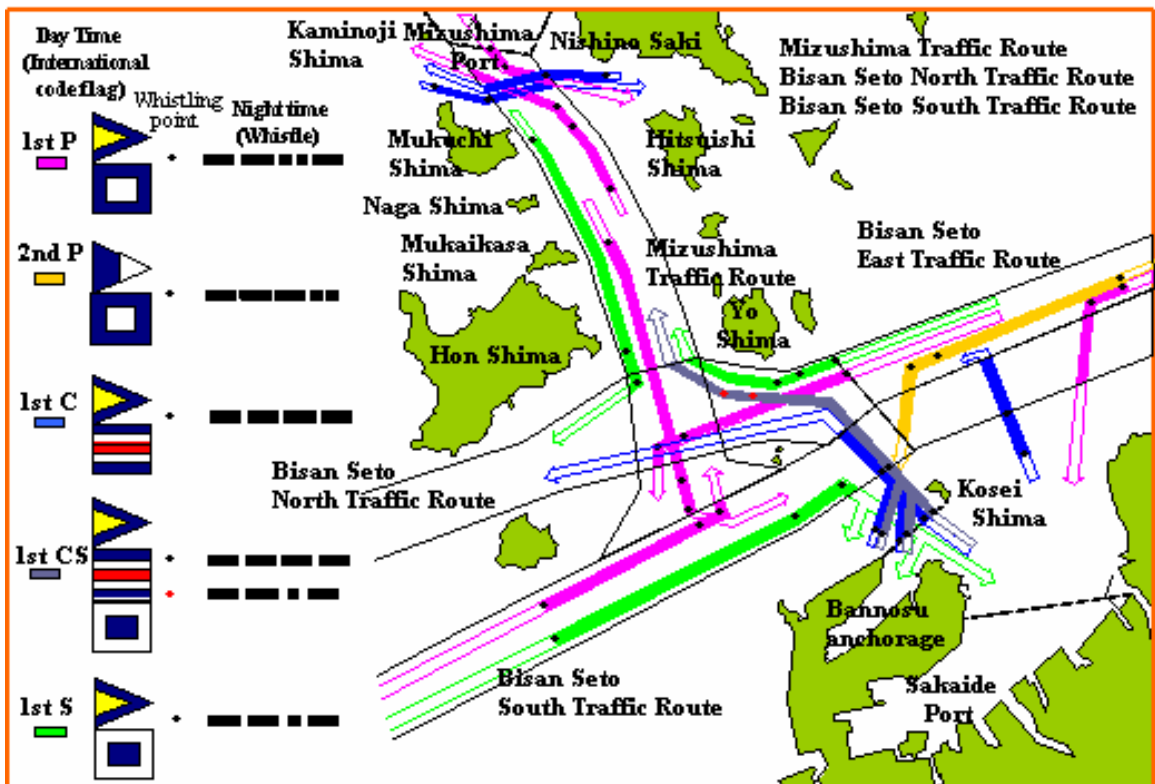 Day Time
(International
code flag)
Whistling
point
Night time
(Whistle)
1st P
2nd P
1st C
1st CS
1st S
Kaminoji
Shima
Mizushima
Port
Nishino Saki
Mizushima Traffic Route
Bisan Seto North Traffic Route
Bisan Seto South Traffic Route
Mukuchi
Shima
Hitsuishi
Shima
Naga Shima
Mukaikasa
Shima
Mizushima
Traffic Route
Bisan Seto
East Traffic Route
Yo
Shima
Hon Shima
Bisan Seto
North Traffic Route
Kosei
Shima
Bannosu
anchorage
Bisan Seto
South Traffic Route
Sakaide
Port